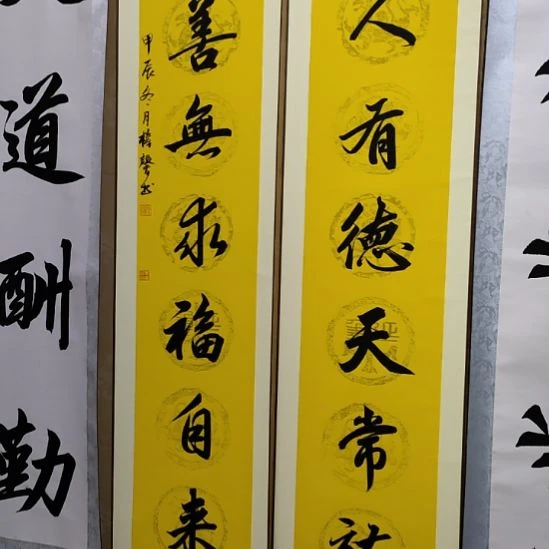 人有德天常
善無求福自来
甲辰冬月
道酬勤